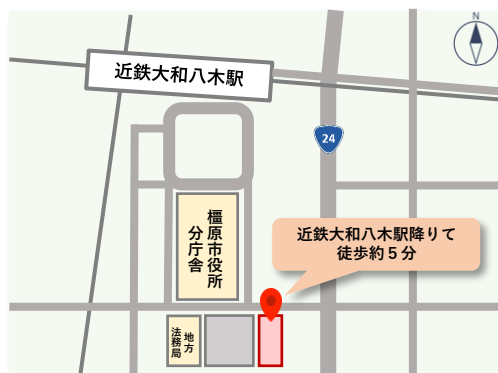 N
近鉄大和八木駅
24
橿原市役所
分庁舎
近鉄大和八木駅降りて
徒歩約５分
地方
法務局